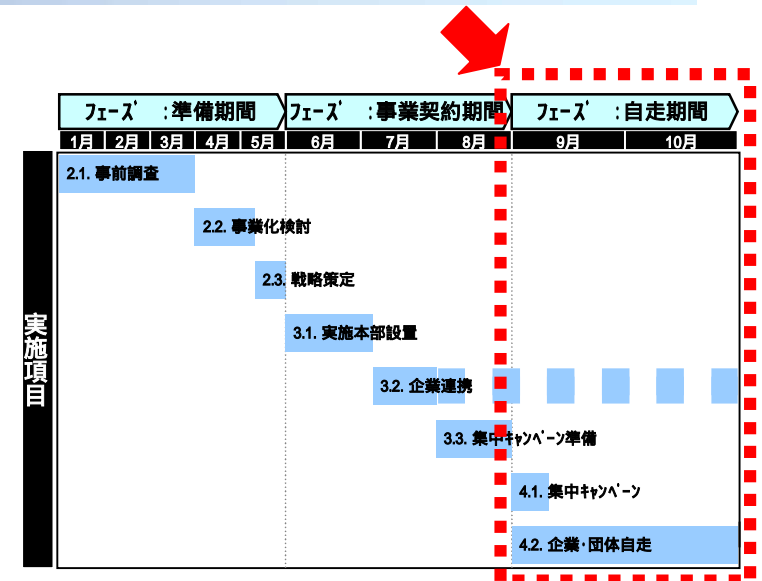 ﾌｪｰｽﾞ :準備期間
ﾌｪｰｽﾞ :事業契約期間
ﾌｪｰｽﾞ :自走期間
1月 2月 3月 4月 5月 6月 7月 8月 9月 10月
実施項目
2.1. 事前調査
2.2. 事業化検討
2.3. 戦略策定
3.1. 実施本部設置
3.2. 企業連携
3.3. 集中ｷｬﾝﾍﾟｰﾝ準備
4.1. 集中ｷｬﾝﾍﾟｰﾝ
4.2. 企業･団体自走